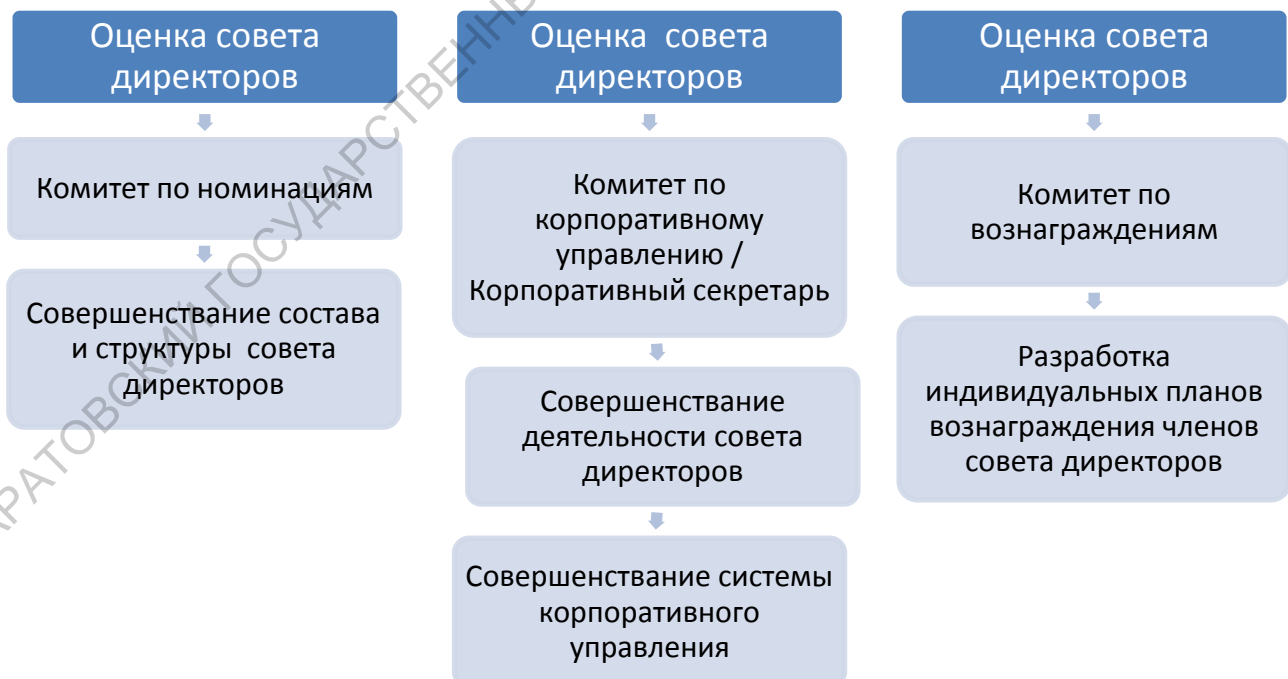 Оценка совета
директоров
Комитет по номинациям
Совершенствание состава
и структуры совета
директоров
Оценка совета
директоров
Комитет по
корпоративному
управлению /
Корпоративный секретарь
Совершенствание
деятельности совета
директоров
Совершенствание системы
корпоративного
управления
Оценка совета
директоров
Комитет по
вознаграждениям
Разработка
индивидуальных планов
вознаграждения членов
совета директоров